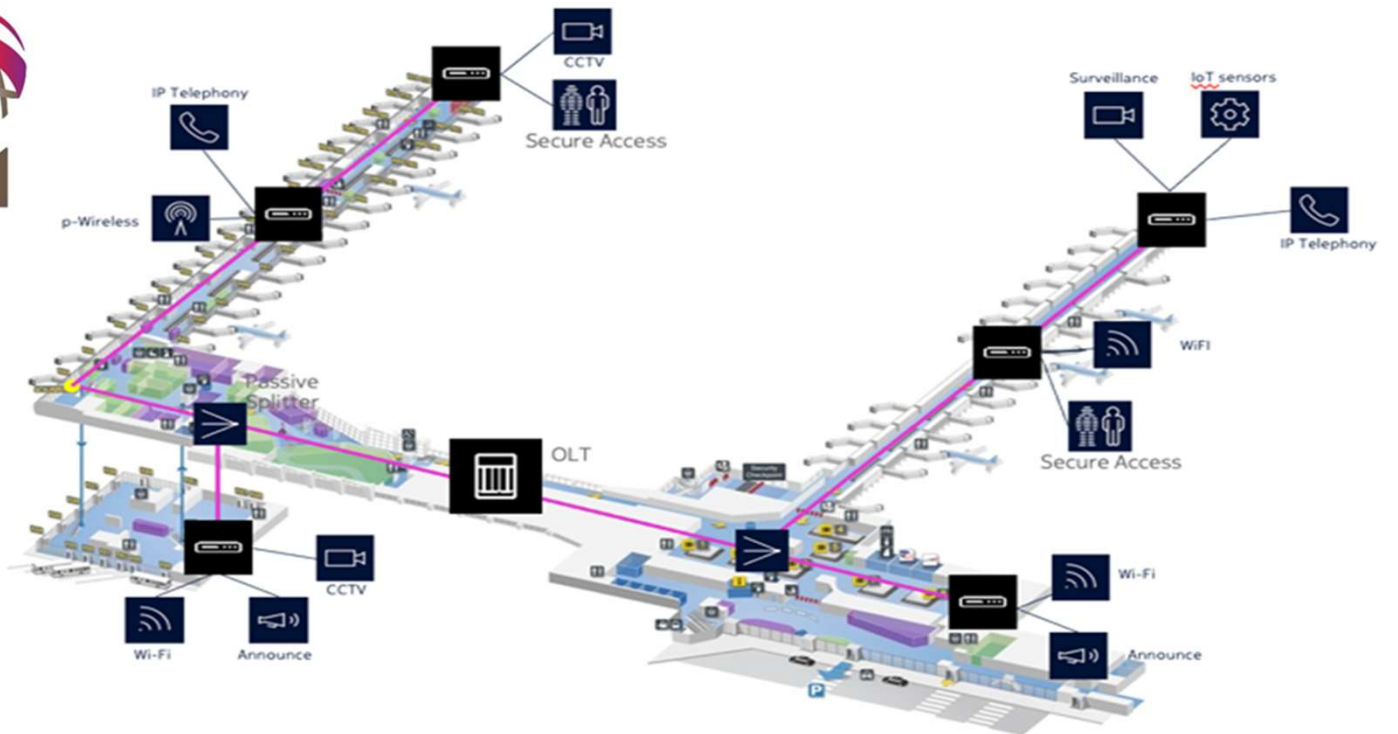 CCTV
Secure Access
IP Telephony
p-Wireless
Surveillance
IoT sensors
IP Telephony
WiFI
Secure Access
Passive
Splitter
OLT
Security
Checkpoint
CCTV
Wi-Fi
Announce
Wi-Fi
Announce
P